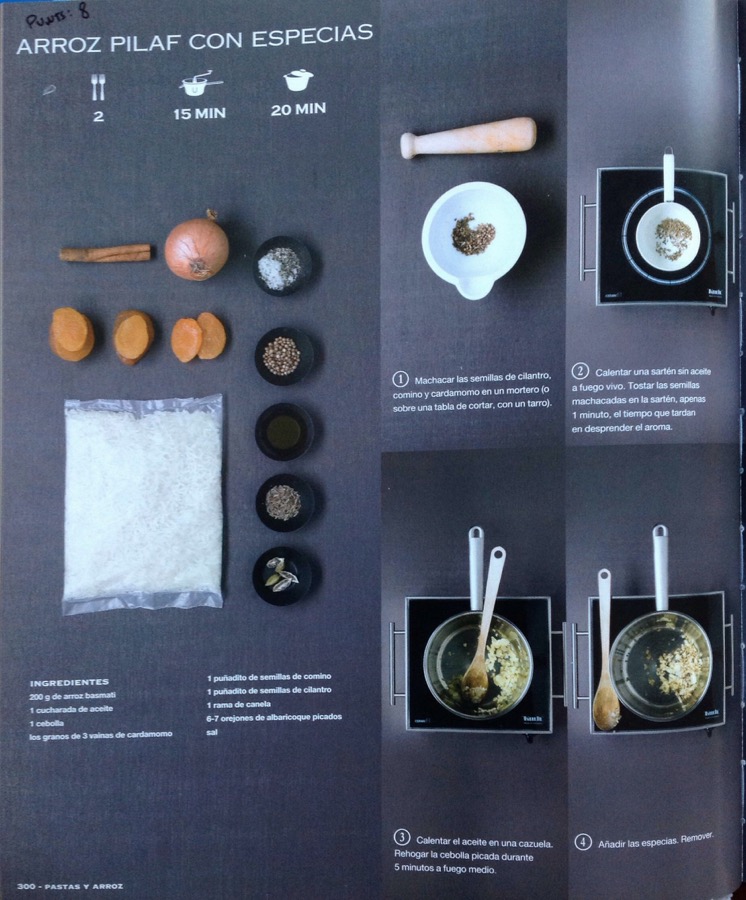 Punts: 8
ARROZ PILAF CON ESPECIAS
2
15 MIN
20 MIN
1 Machacar las semillas de cilantro,
comino y cardamomo en un mortero (o
sobre una tabla de cortar, con un tarro).
2 Calentar una sartén sin aceite
a fuego vivo. Tostar las semillas
machacadas en la sartén, apenas
1 minuto, el tiempo que tardan
en desprender el aroma.
INGREDIENTES
200 g de arroz basmati
1 cucharada de aceite
1 cebolla
los granos de 3 vainas de cardamomo
1 puñadito de semillas de comino
1 puñadito de semillas de cilantro
1 rama de canela
6-7 orejones de albaricoque picados
sal
3 Calentar el aceite en una cazuela.
Rehogar la cebolla picada durante
5 minutos a fuego medio.
4 Añadir las especias. Remover.
300 - PASTAS Y ARROZ